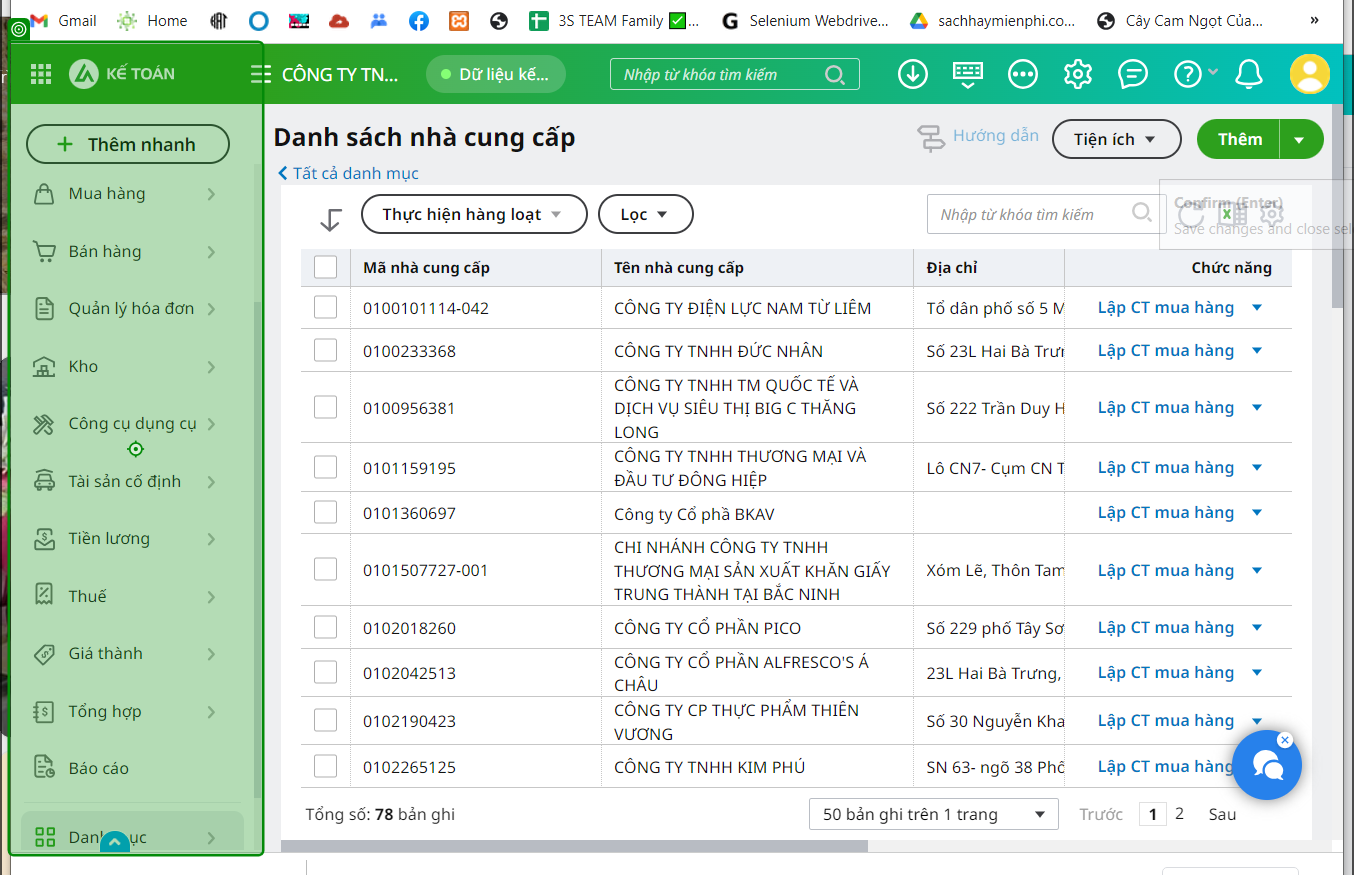 Gmail
Home
3S TEAM Family ✅...
Selenium Webdrive...
sachhaymienphi.co...
Cây Cam Ngọt Của...
»
KẾ TOÁN
CÔNG TY TN...
Dữ liệu kế...
Nhập từ khóa tìm kiếm
+ Thêm nhanh
Mua hàng
Bán hàng
Quản lý hóa đơn
Kho
Công cụ dụng cụ
Tài sản cố định
Tiền lương
Thuế
Giá thành
Tổng hợp
Báo cáo
Danh sách nhà cung cấp
Hướng dẫn
Tiện ích
Thêm
Tất cả danh mục
Thực hiện hàng loạt
Lọc
Nhập từ khóa tìm kiếm
Confirm (Enter)
Save changes and close sel
Mã nhà cung cấp Tên nhà cung cấp Địa chỉ Chức năng
0100101114-042 CÔNG TY ĐIỆN LỰC NAM TỪ LIÊM Tổ dân phố số 5 M Lập CT mua hàng
0100233368 CÔNG TY TNHH ĐỨC NHÂN Số 23L Hai Bà Trưn Lập CT mua hàng
CÔNG TY TNHH TM QUỐC TẾ VÀ
0100956381 DỊCH VỤ SIÊU THỊ BIG C THĂNG Số 222 Trần Duy H Lập CT mua hàng
LONG
CÔNG TY TNHH THƯƠNG MẠI VÀ
0101159195 ĐẦU TƯ ĐÔNG HIỆP Lô CN7- Cụm CN T Lập CT mua hàng
0101360697 Công ty Cổ phầ BKAV Lập CT mua hàng
CHI NHÁNH CÔNG TY TNHH
0101507727-001 THƯƠNG MẠI SẢN XUẤT KHĂN GIẤY Xóm Lẽ, Thôn Tam Lập CT mua hàng
TRUNG THÀNH TẠI BẮC NINH
0102018260 CÔNG TY CỔ PHẦN PICO Số 229 phố Tây Sơ Lập CT mua hàng
CÔNG TY CỔ PHẦN ALFRESCO'S Á
0102042513 CHÂU 23L Hai Bà Trưng, Lập CT mua hàng
CÔNG TY CP THỰC PHẨM THIÊN
0102190423 VƯƠNG Số 30 Nguyễn Kha Lập CT mua hàng
0102265125 CÔNG TY TNHH KIM PHÚ SN 63- ngõ 38 Phô Lập CT mua hàng
Tổng số: 78 bản ghi
50 bản ghi trên 1 trang
Trước 1 2 Sau